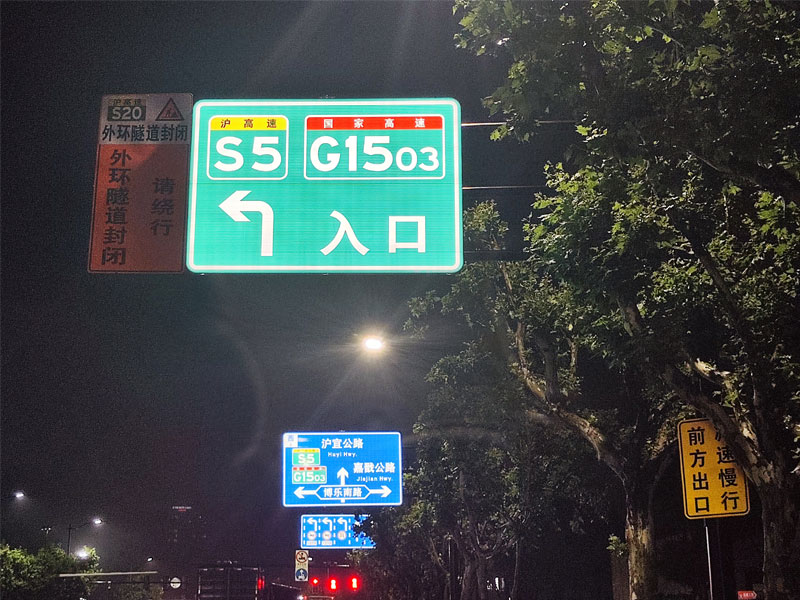 沪高速
S20
外环隧道封闭
外环隧道封闭
请绕行
沪高速
S5
国家高速
G1503
入口
沪宜公路
Huyi Hwy.
S5
G1503
嘉戬公路
Jiajian Hwy.
博乐南路
减速慢行
前方出口